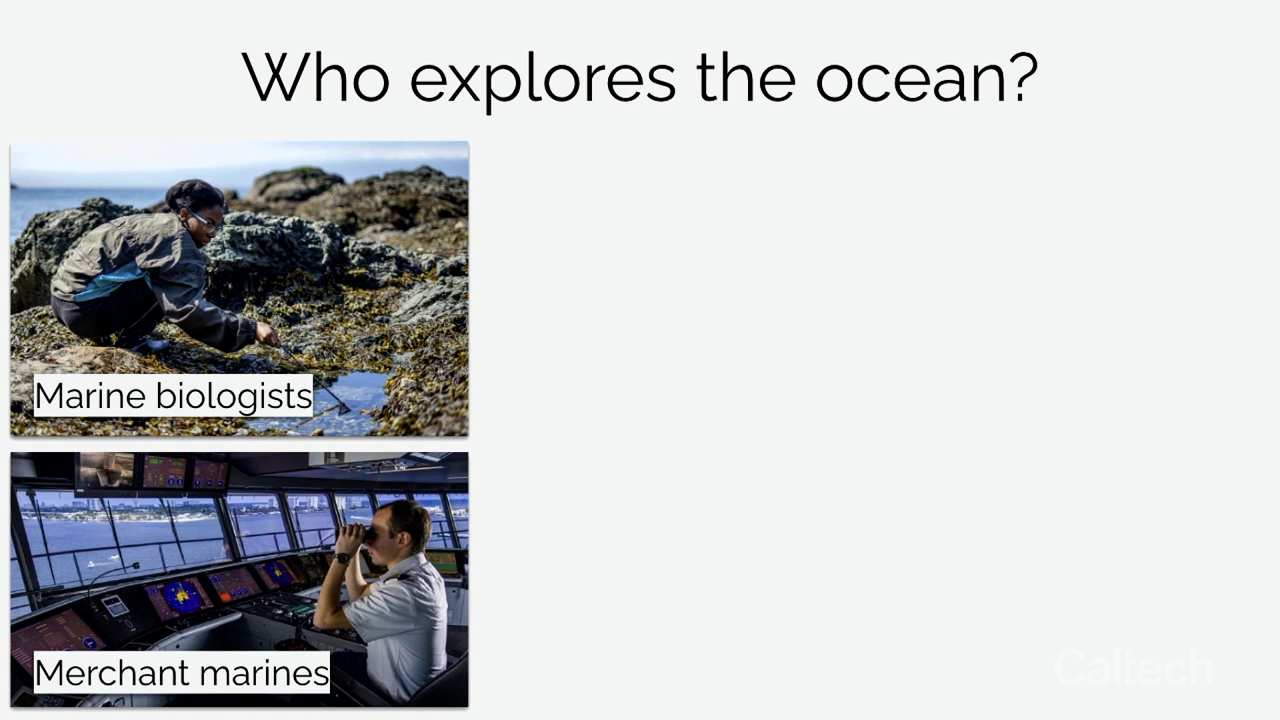 Who explores the ocean?
Marine biologists
Merchant marines
Caltech